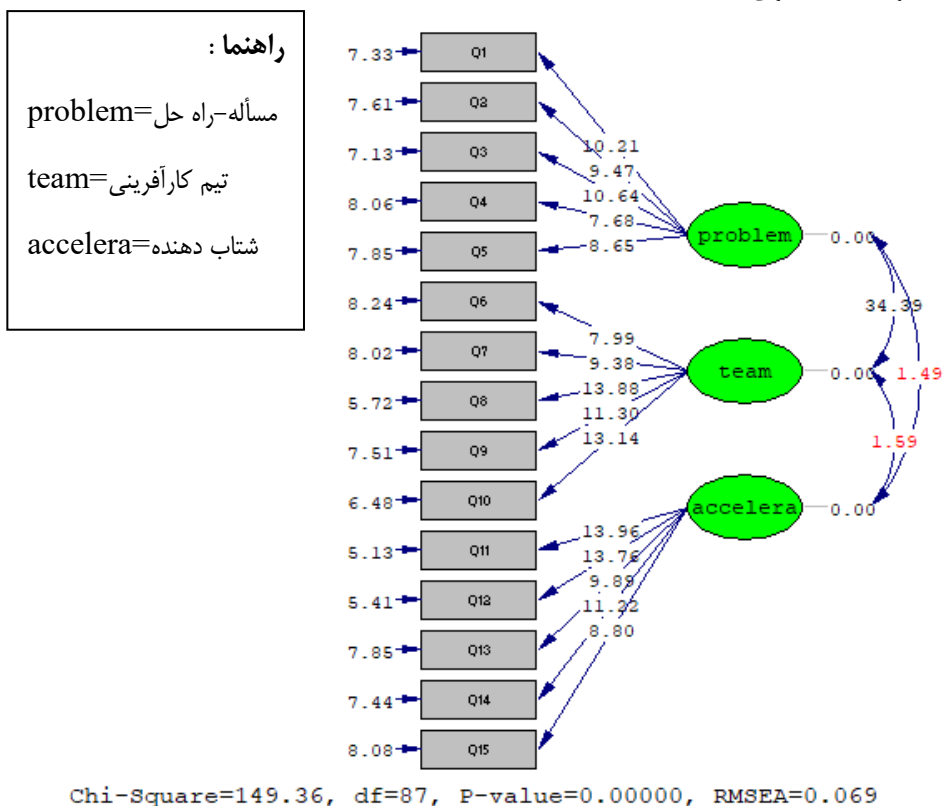 راهنما :
مسأله-راه حل=problem
تیم کارآفرینی=team
شتاب دهنده=accelera
7.33 Q1
7.61 Q2
7.13 Q3
8.06 Q4
7.85 Q5
8.24 Q6
8.02 Q7
5.72 Q8
7.51 Q9
6.48 Q10
5.13 Q11
5.41 Q12
7.85 Q13
7.44 Q14
8.08 Q15
10.21
9.47
10.64
7.68
8.65
7.99
9.38
13.88
11.30
13.14
13.96
13.76
9.89
11.22
8.80
problem 0.00
team 0.00
accelera 0.00
34.39
1.49
1.59
Chi-Square=149.36, df=87, P-value=0.00000, RMSEA=0.069